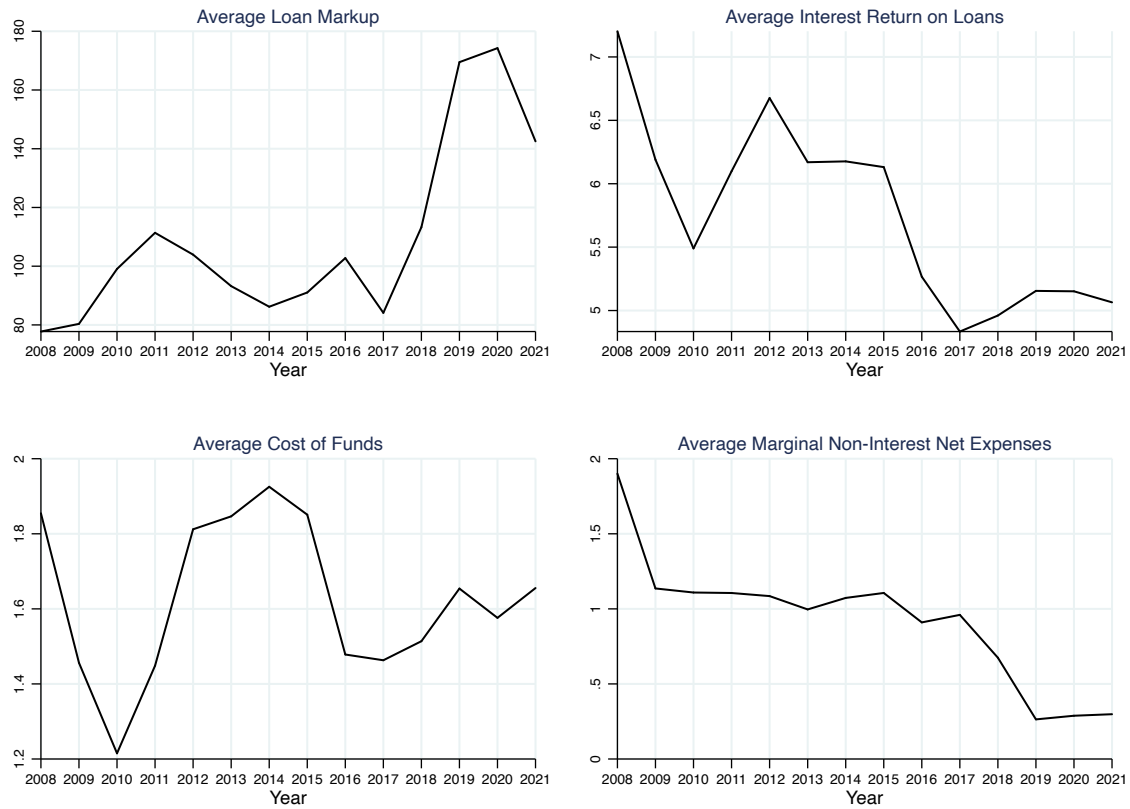 Average Loan Markup
180
160
140
120
100
80
2008 2009 2010 2011 2012 2013 2014 2015 2016 2017 2018 2019 2020 2021
Year
Average Interest Return on Loans
7
6.5
6
5.5
5
2008 2009 2010 2011 2012 2013 2014 2015 2016 2017 2018 2019 2020 2021
Year
Average Cost of Funds
2
1.8
1.6
1.4
1.2
2008 2009 2010 2011 2012 2013 2014 2015 2016 2017 2018 2019 2020 2021
Year
Average Marginal Non-Interest Net Expenses
2
1.5
1
.5
0
2008 2009 2010 2011 2012 2013 2014 2015 2016 2017 2018 2019 2020 2021
Year